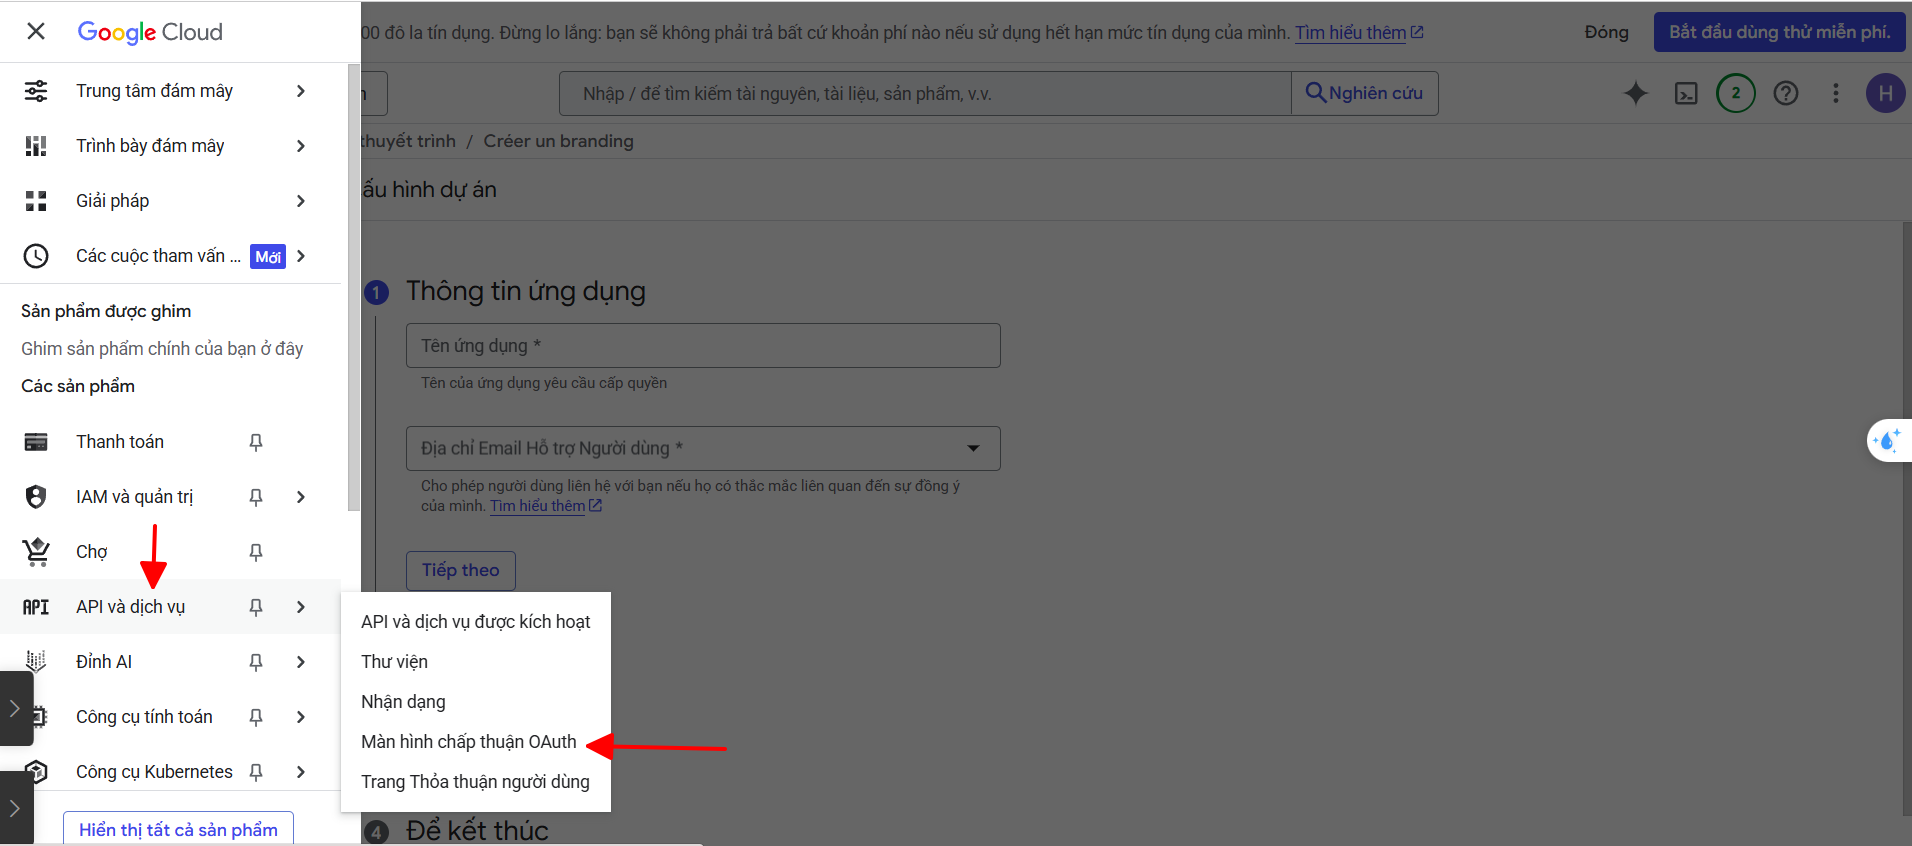 Google Cloud
00 đô la tín dụng. Đừng lo lắng: bạn sẽ không phải trả bất cứ khoản phí nào nếu sử dụng hết hạn mức tín dụng của mình. Tìm hiểu thêm
Đóng
Bắt đầu dùng thử miễn phí.
Trung tâm đám mây
Nhập / để tìm kiếm tài nguyên, tài liệu, sản phẩm, v.v.
Nghiên cứu
2
H
Trình bày đám mây
thuyết trình / Créer un branding
Giải pháp
ấu hình dự án
Các cuộc tham vấn ...
Mới
Sản phẩm được ghim
Ghim sản phẩm chính của bạn ở đây
Các sản phẩm
Thanh toán
IAM và quản trị
Chợ
API API và dịch vụ
Đỉnh AI
Công cụ tính toán
Công cụ Kubernetes
Hiển thị tất cả sản phẩm
1 Thông tin ứng dụng
Tên ứng dụng *
Tên của ứng dụng yêu cầu cấp quyền
Địa chỉ Email Hỗ trợ Người dùng *
Cho phép người dùng liên hệ với bạn nếu họ có thắc mắc liên quan đến sự đồng ý
của mình. Tìm hiểu thêm
Tiếp theo
API và dịch vụ được kích hoạt
Thư viện
Nhận dạng
Màn hình chấp thuận OAuth
Trang Thỏa thuận người dùng
4 Để kết thúc